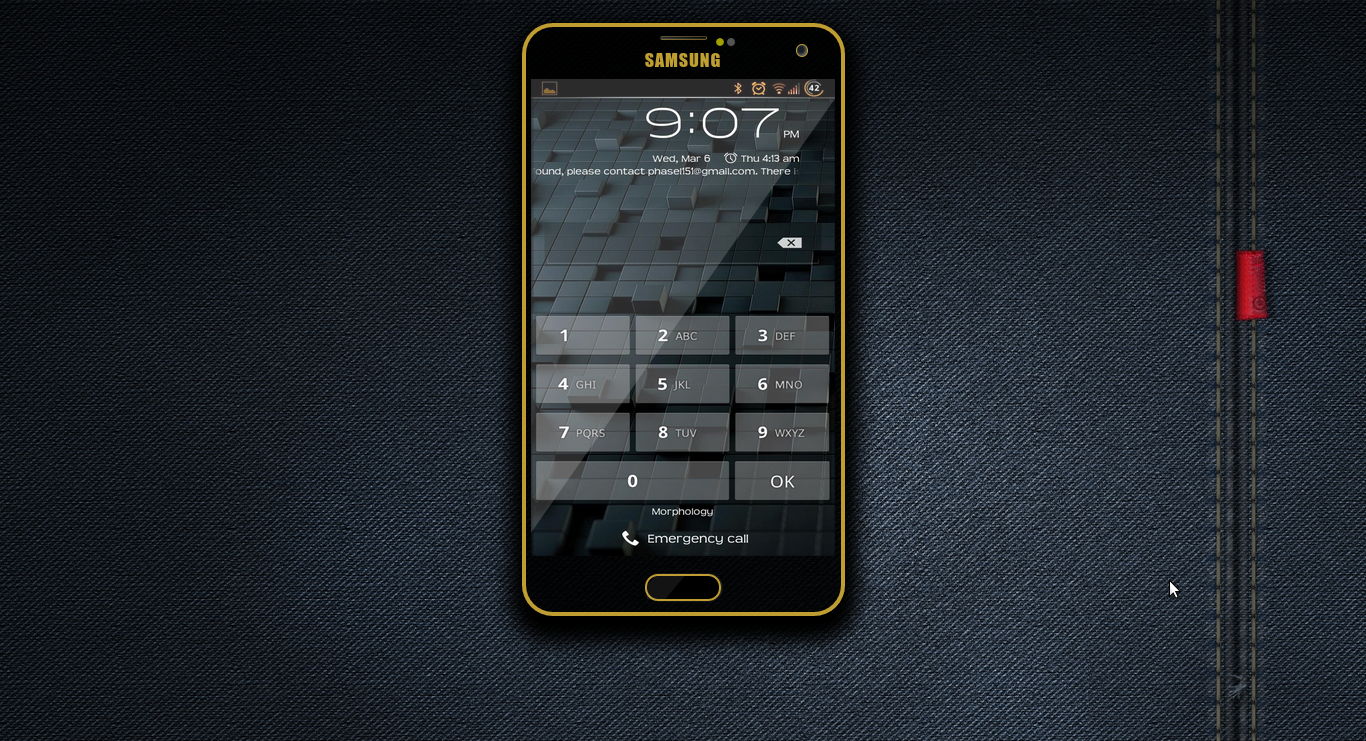 SAMSUNG
42
9:07 PM
Wed, Mar 6 Thu 4:13 am
ound, please contact phasel151@gmail.com. There i
1 2 ABC 3 DEF
4 GHI 5 JKL 6 MNO
7 PQRS 8 TUV 9 WXYZ
0 OK
Morphology
Emergency call